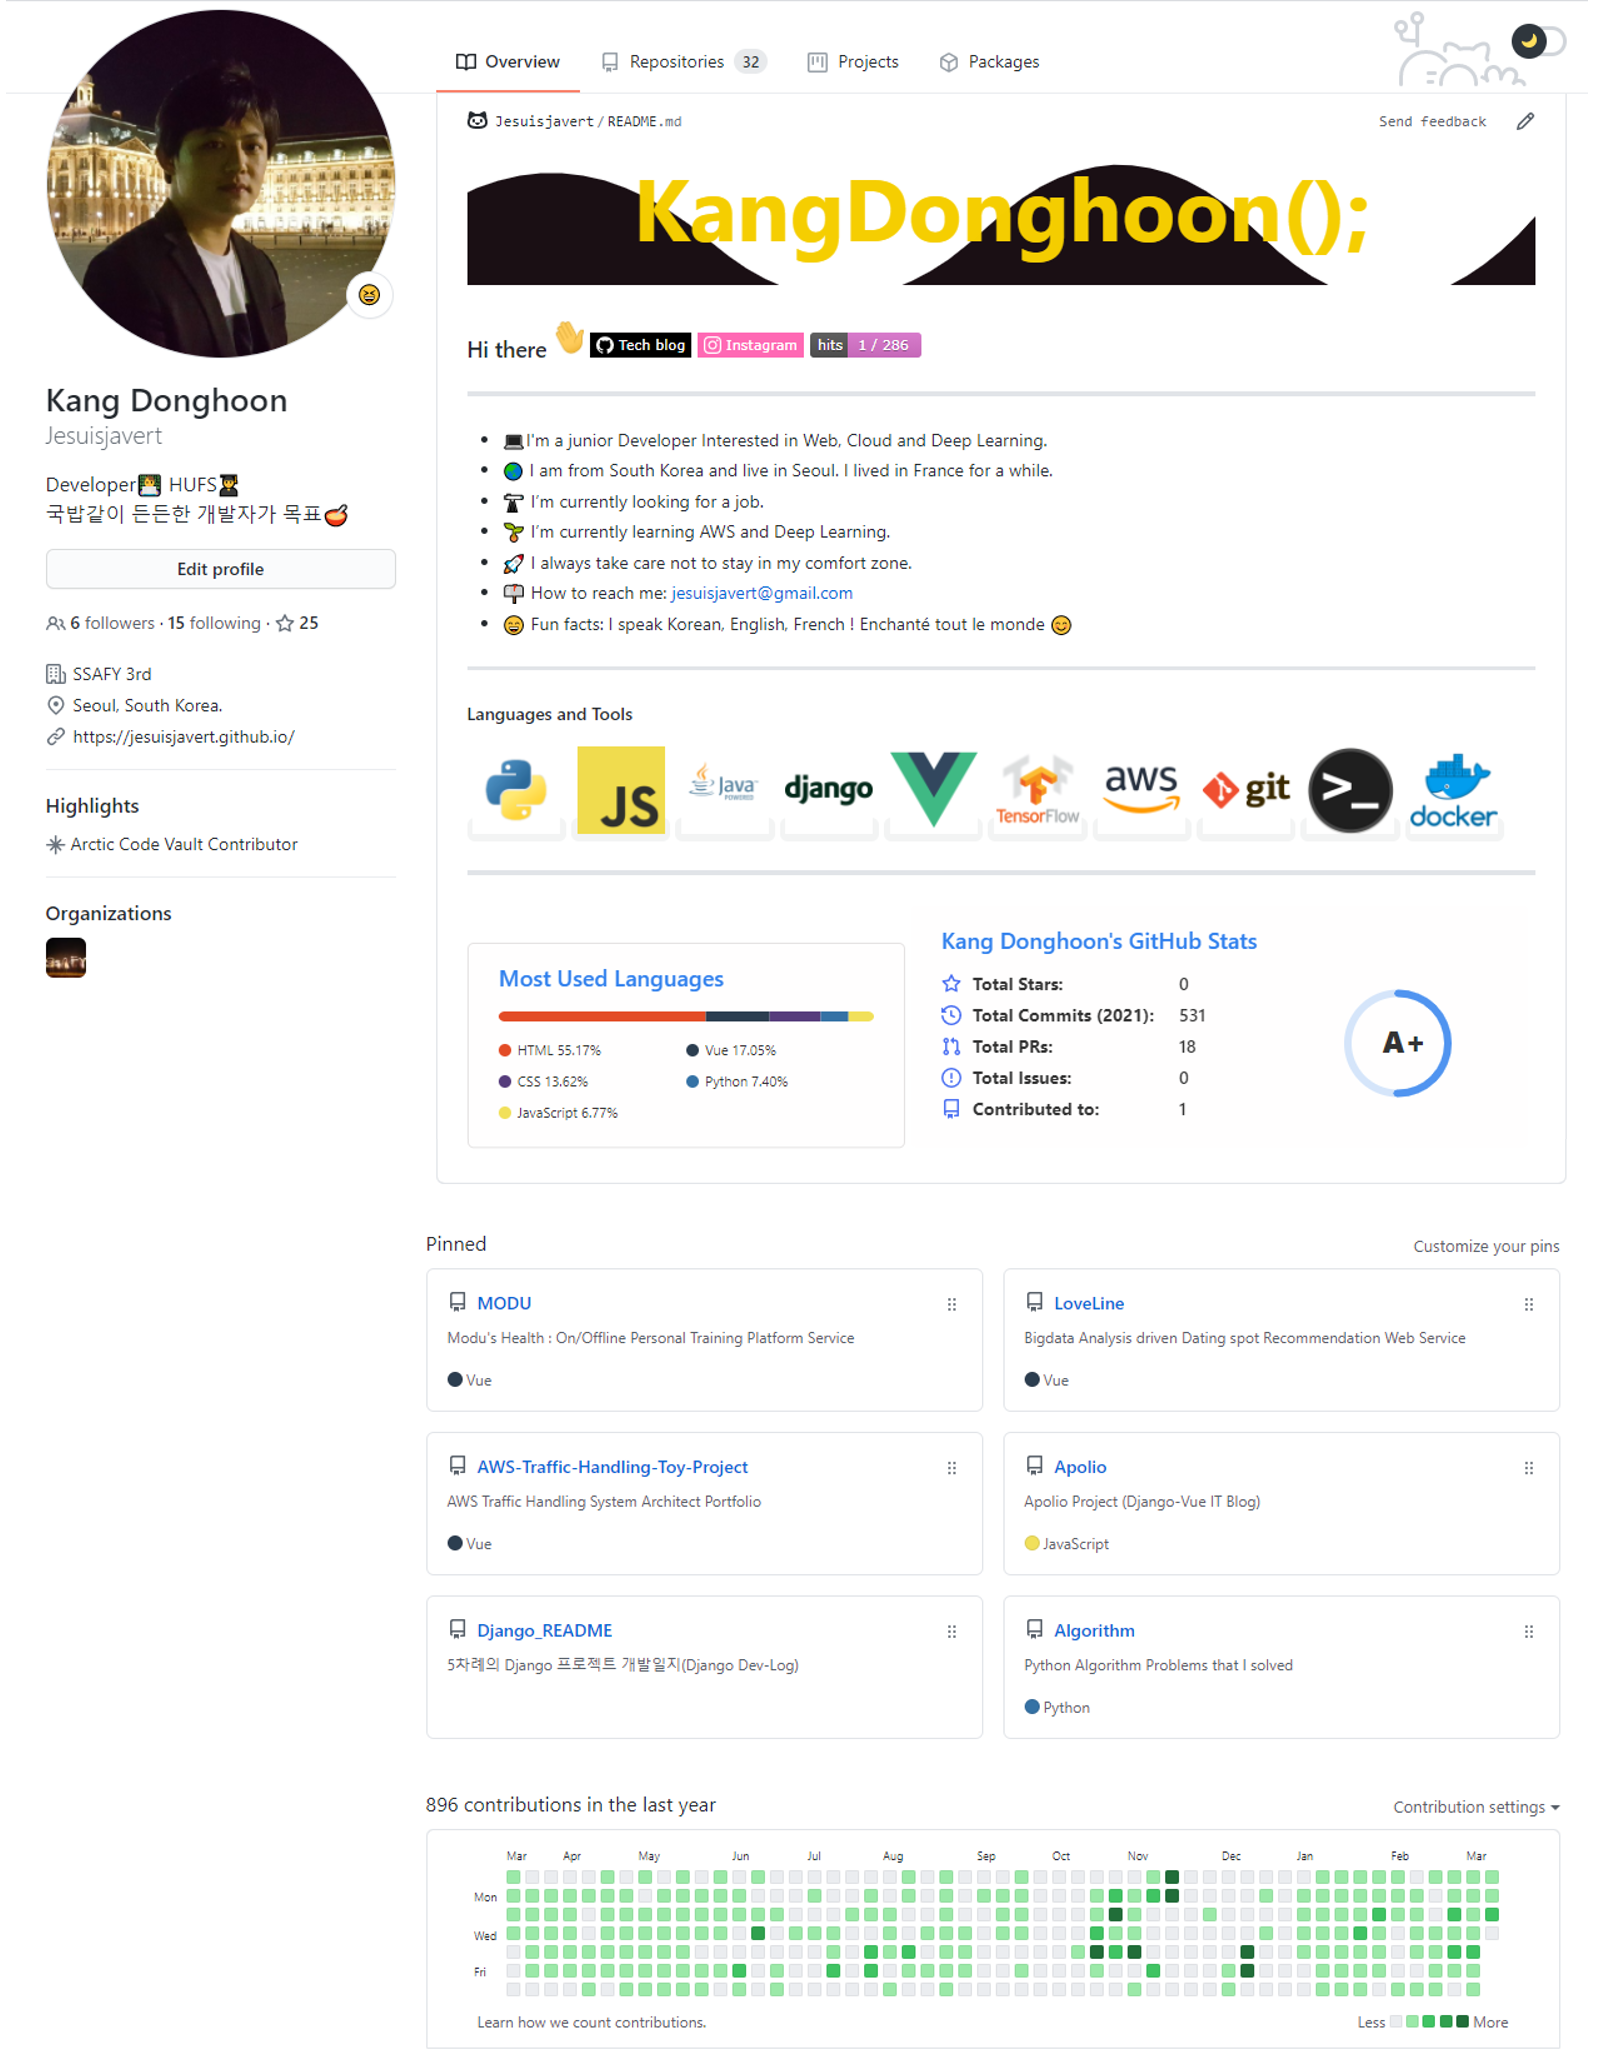 Overview Repositories 32 Projects Packages
Jesuisjavert/README.md Send feedback
KangDonghoon();
Hi there Tech blog Instagram hits 1 / 286
Kang Donghoon
Jesuisjavert
Developer HUFS
국밥같이 든든한 개발자가 목표
Edit profile
6 followers · 15 following · 25
SSAFY 3rd
Seoul, South Korea.
https://jesuisjavert.github.io/
Highlights
Arctic Code Vault Contributor
Organizations
I'm a junior Developer Interested in Web, Cloud and Deep Learning.
I am from South Korea and live in Seoul. I lived in France for a while.
I'm currently looking for a job.
I'm currently learning AWS and Deep Learning.
I always take care not to stay in my comfort zone.
How to reach me: jesuisjavert@gmail.com
Fun facts: I speak Korean, English, French ! Enchanté tout le monde
Languages and Tools
JS Java POWERED django TensorFlow aws git >_ docker
Most Used Languages
HTML 55.17% Vue 17.05%
CSS 13.62% Python 7.40%
JavaScript 6.77%
Kang Donghoon's GitHub Stats
Total Stars: 0
Total Commits (2021): 531
Total PRs: 18
Total Issues: 0
Contributed to: 1
A+
Pinned Customize your pins
MODU
Modu's Health : On/Offline Personal Training Platform Service
Vue
LoveLine
Bigdata Analysis driven Dating spot Recommendation Web Service
Vue
AWS-Traffic-Handling-Toy-Project
AWS Traffic Handling System Architect Portfolio
Vue
Apolio
Apolio Project (Django-Vue IT Blog)
JavaScript
Django_README
5차례의 Django 프로젝트 개발일지(Django Dev-Log)
Algorithm
Python Algorithm Problems that I solved
Python
896 contributions in the last year Contribution settings
Mar Apr May Jun Jul Aug Sep Oct Nov Dec Jan Feb Mar
Mon
Wed
Fri
Learn how we count contributions. Less More